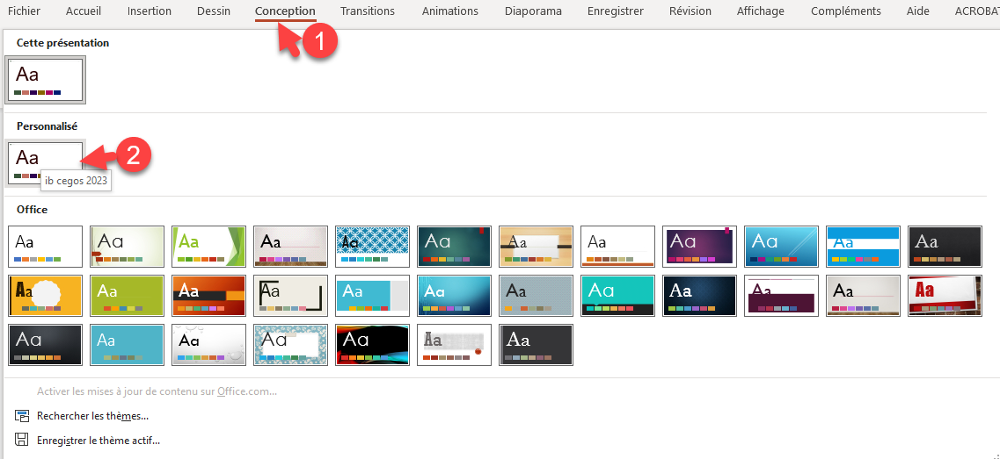 Fichier Accueil Insertion Dessin Conception Transitions Animations Diaporama Enregistrer Révision Affichage Compléments Aide ACROBAT
1
Cette présentation
Aa
Personnalisé
Aa
2
ib cegos 2023
Office
Aa Aa Aa Aa Aa Aa Aa Aa Aa Aa Aa Aa
Aa Aa Aa Aa Aa Aa Aa Aa Aa Aa Aa Aa
Aa Aa Aa Aa Aa Aa Aa
Activer les mises à jour de contenu sur Office.com...
Rechercher les thèmes...
Enregistrer le thème actif...